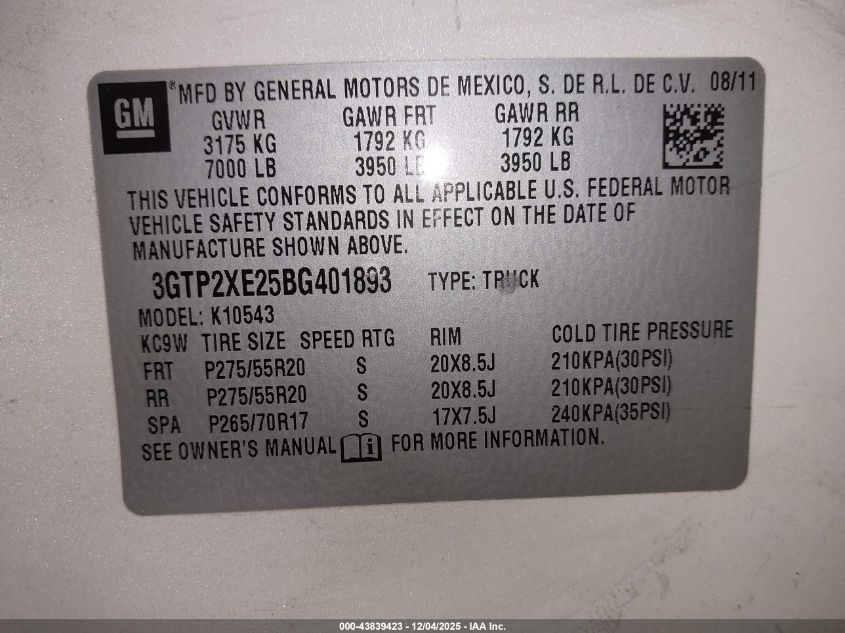 GM ® MFD BY GENERAL MOTORS DE MEXICO, S. DE R.L. DE C.V. 08/11
GVWR GAWR FRT GAWR RR
3175 KG 1792 KG 1792 KG
7000 LB 3950 LB 3950 LB
THIS VEHICLE CONFORMS TO ALL APPLICABLE U.S. FEDERAL MOTOR
VEHICLE SAFETY STANDARDS IN EFFECT ON THE DATE OF
MANUFACTURE SHOWN ABOVE.
3GTP2XE25BG401893 TYPE: TRUCK
MODEL: K10543
KC9W TIRE SIZE SPEED RTG RIM COLD TIRE PRESSURE
FRT P275/55R20 S 20X8.5J 210KPA(30PSI)
RR P275/55R20 S 20X8.5J 210KPA(30PSI)
SPA P265/70R17 S 17X7.5J 240KPA(35PSI)
SEE OWNER'S MANUAL i FOR MORE INFORMATION.
000-43839423 - 12/04/2025 - IAA Inc.